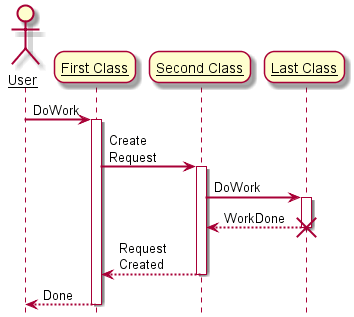 User
First Class
Second Class
Last Class
DoWork
Create
Request
DoWork
WorkDone
Request
Created
Done